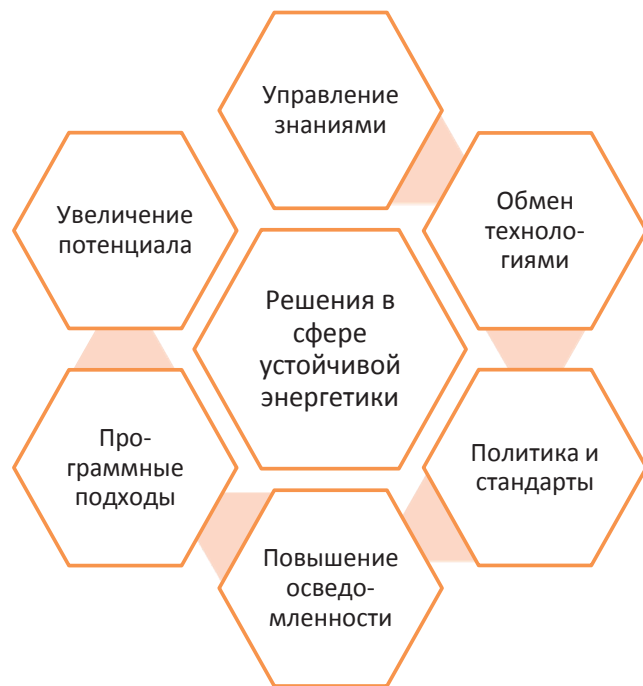 Управление
знаниями
Обмен
техноло-
гиями
Политика и
стандарты
Повышение
осведо-
мленности
Про-
граммные
подходы
Увеличение
потенциала
Решения в
сфере
устойчивой
энергетики